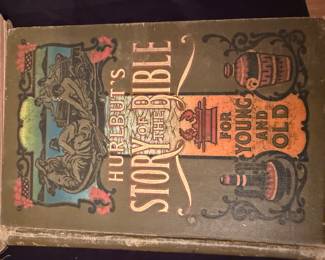 HURLBUT'S
STORY
OF THE
BIBLE
FOR
YOUNG
AND
OLD